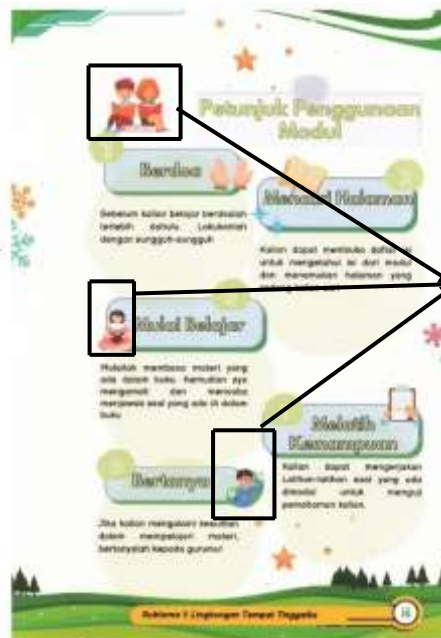 Petunjuk Penggunaan
Modul
Berdoa
Sebelum kalian belajar berdoalah
terlebih dahulu. Lakukanlah
dengan sungguh-sungguh
Mencari Halaman
Kalian dapat membuka daftar isi
untuk mengetahui isi dari modul
dan menemukan halaman yang
Mulai Belajar
Mulailah membaca materi yang
ada dalam buku. Kemudian ayo
mengamati dan mencoba
menjawab soal yang ada di dalam
buku
Melatih
Kemampuan
Kalian dapat mengerjakan
Latihan-latihan soal yang ada
dimodul untuk menguji
pemahaman kalian.
Bertanya
Jika kalian mengalami kesulitan
dalam mempelajari materi,
bertanyalah kepada gurumu!
Subtema 1 Lingkungan Tempat Tinggalku